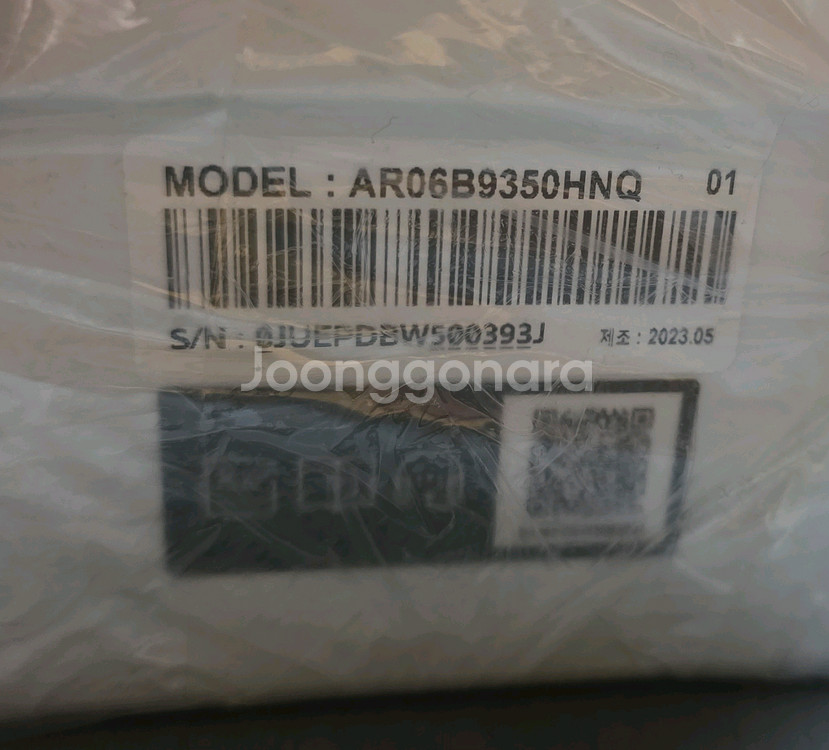 MODEL : AR06B9350HNQ 01
S/N : 0JUEPDBW500393J 제조 : 2023.05
Joonggonara